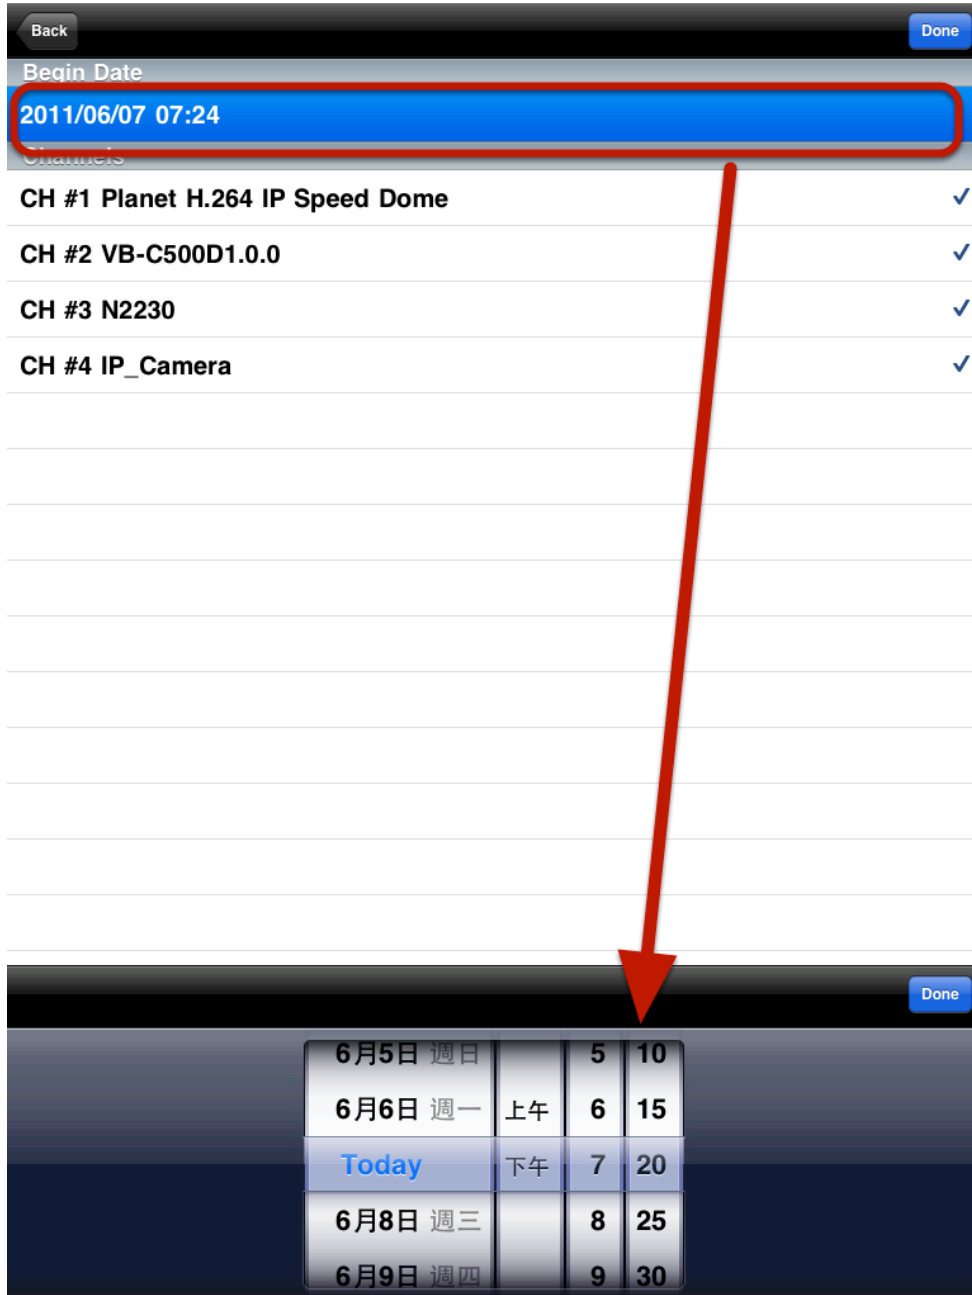 Back Done
Begin Date
2011/06/07 07:24
Channels
CH #1 Planet H.264 IP Speed Dome
CH #2 VB-C500D1.0.0
CH #3 N2230
CH #4 IP_Camera
Done
6月5日 週日 5 10
6月6日 週一 上午 6 15
Today 下午 7 20
6月8日 週三 8 25
6月9日 週四 9 30